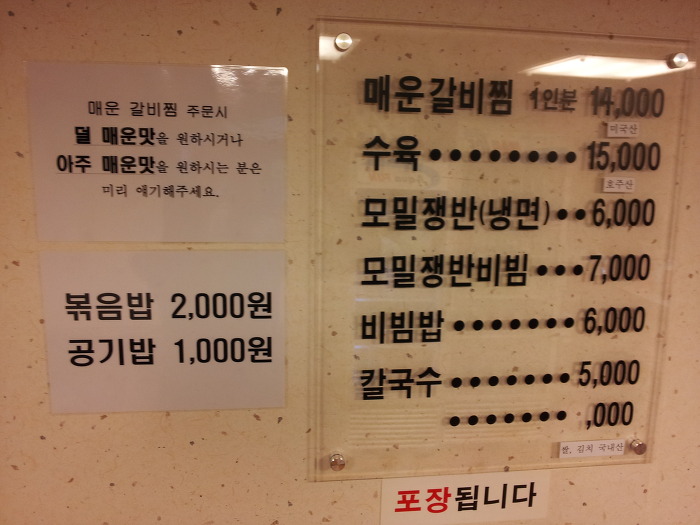 매운 갈비찜 주문시
덜 매운맛을 원하시거나
아주 매운맛을 원하시는 분은
미리 얘기해주세요.
볶음밥 2,000원
공기밥 1,000원
매운갈비찜 1인분 14,000
미국산
수육 •••••••• 15,000
호주산
모밀쟁반(냉면) •• 6,000
모밀쟁반비빔 ••• 7,000
비빔밥 ••••••• 6,000
칼국수 ••••••• 5,000
••••••• ,000
쌀, 김치 국내산
포장됩니다